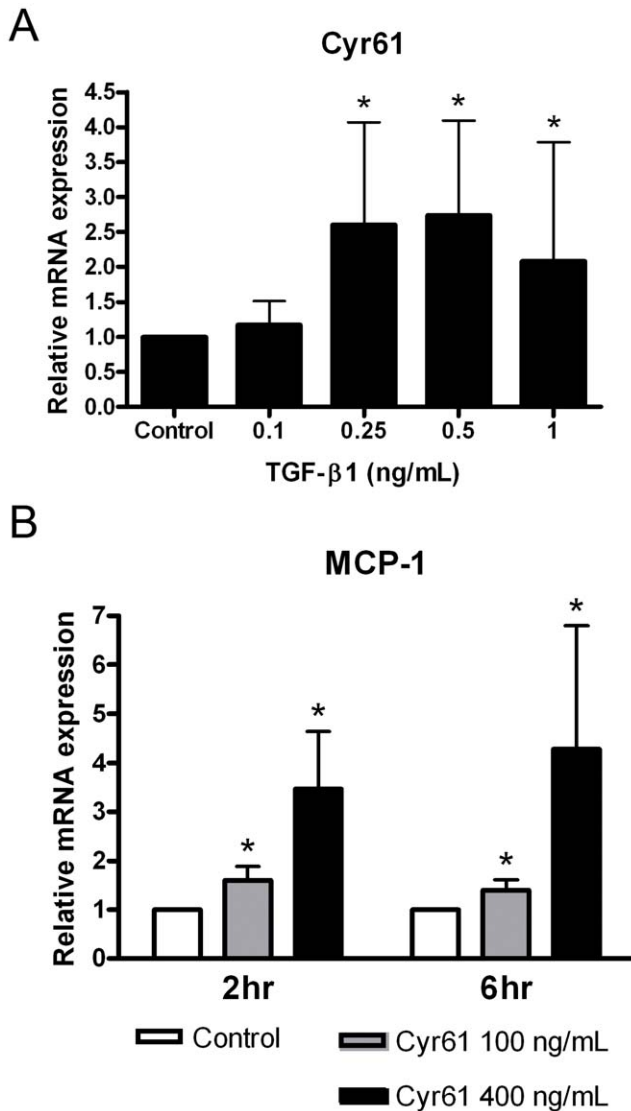 A
Cyr61
Relative mRNA expression
4.5
4.0
3.5
3.0
2.5
2.0
1.5
1.0
0.5
0.0
* * *
Control 0.1 0.25 0.5 1
TGF-β1 (ng/mL)
B
MCP-1
Relative mRNA expression
7
6
5
4
3
2
1
0
* * * *
2hr 6hr
Control Cyr61 100 ng/mL
Cyr61 400 ng/mL